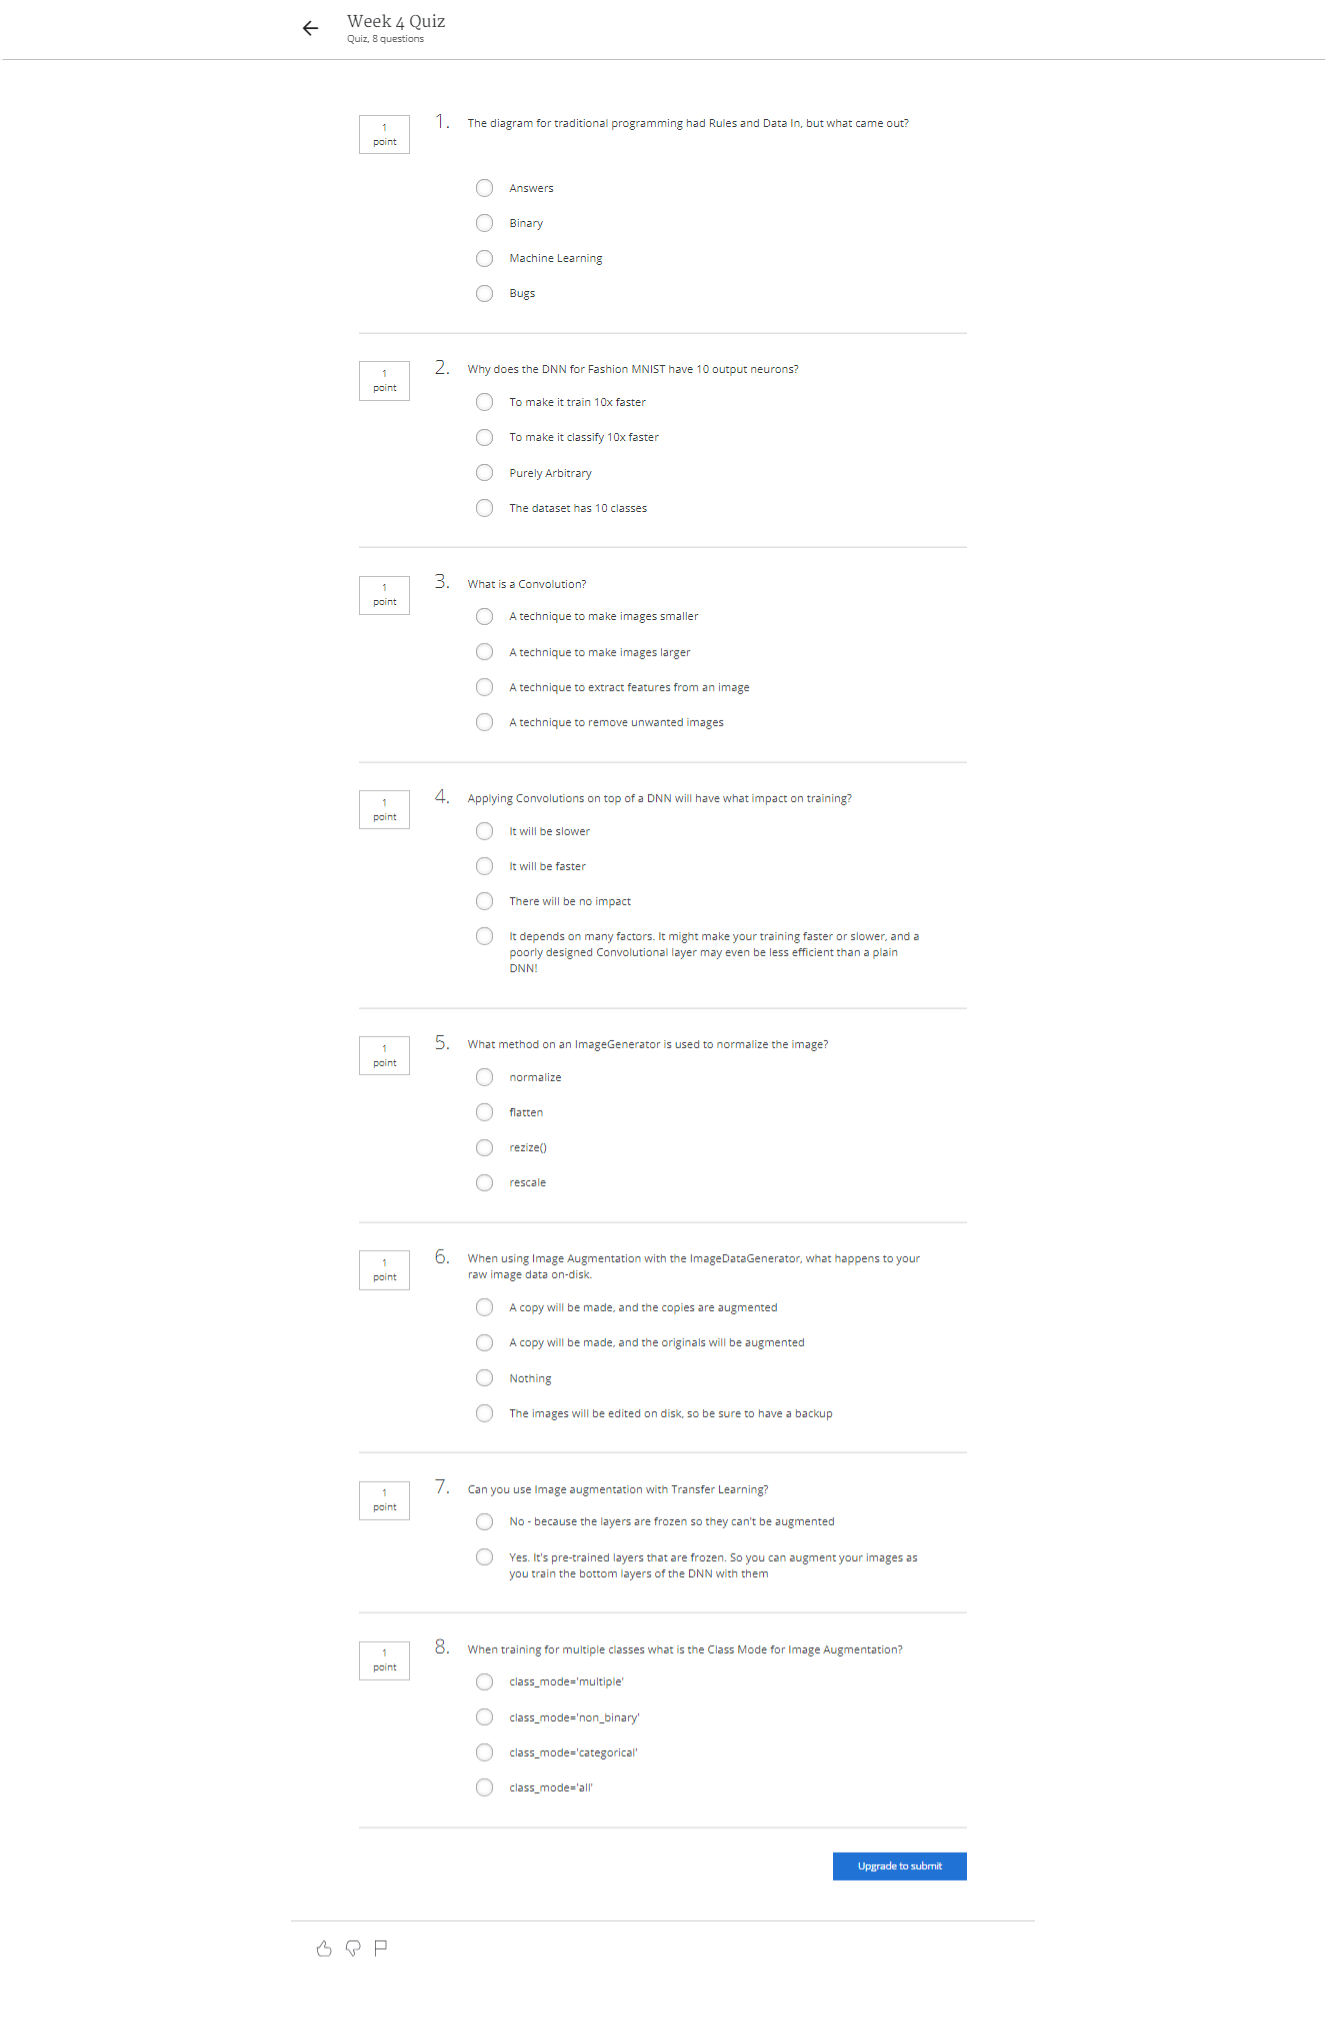 Week 4 Quiz
Quiz, 8 questions
1
point
1.
The diagram for traditional programming had Rules and Data In, but what came out?
Answers
Binary
Machine Learning
Bugs
1
point
2.
Why does the DNN for Fashion MNIST have 10 output neurons?
To make it train 10x faster
To make it classify 10x faster
Purely Arbitrary
The dataset has 10 classes
1
point
3.
What is a Convolution?
A technique to make images smaller
A technique to make images larger
A technique to extract features from an image
A technique to remove unwanted images
1
point
4.
Applying Convolutions on top of a DNN will have what impact on training?
It will be slower
It will be faster
There will be no impact
It depends on many factors. It might make your training faster or slower, and a
poorly designed Convolutional layer may even be less efficient than a plain
DNN!
1
point
5.
What method on an ImageGenerator is used to normalize the image?
normalize
flatten
rezize()
rescale
1
point
6.
When using Image Augmentation with the ImageDataGenerator, what happens to your
raw image data on-disk.
A copy will be made, and the copies are augmented
A copy will be made, and the originals will be augmented
Nothing
The images will be edited on disk, so be sure to have a backup
1
point
7.
Can you use Image augmentation with Transfer Learning?
No - because the layers are frozen so they can't be augmented
Yes. It's pre-trained layers that are frozen. So you can augment your images as
you train the bottom layers of the DNN with them
1
point
8.
When training for multiple classes what is the Class Mode for Image Augmentation?
class_mode='multiple'
class_mode='non_binary'
class_mode='categorical'
class_mode='all'
Upgrade to submit